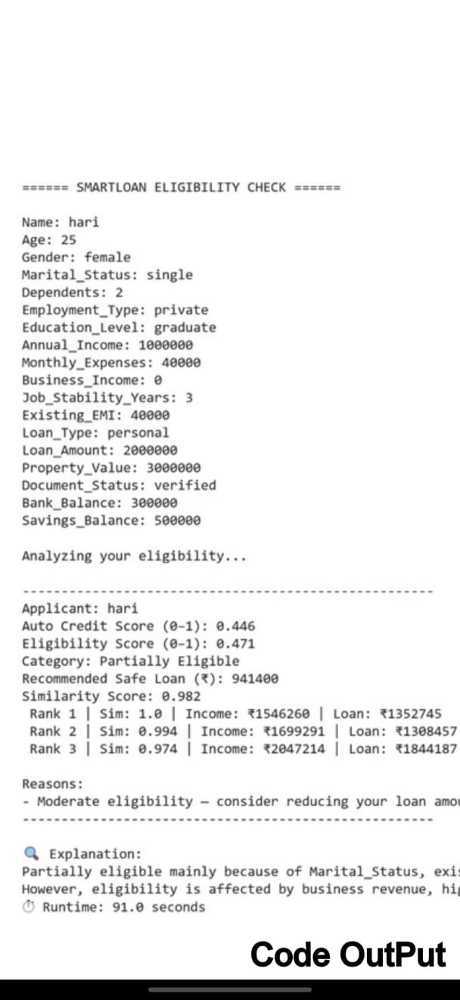 ====== SMARTLOAN ELIGIBILITY CHECK ======
Name: hari
Age: 25
Gender: female
Marital_Status: single
Dependents: 2
Employment_Type: private
Education_Level: graduate
Annual_Income: 1000000
Monthly_Expenses: 40000
Business_Income: 0
Job_Stability_Years: 3
Existing_EMI: 40000
Loan_Type: personal
Loan_Amount: 2000000
Property_Value: 3000000
Document_Status: verified
Bank_Balance: 300000
Savings_Balance: 500000
Analyzing your eligibility...
-----------------------------------------------------
Applicant: hari
Auto Credit Score (0–1): 0.446
Eligibility Score (0–1): 0.471
Category: Partially Eligible
Recommended Safe Loan (₹): 941400
Similarity Score: 0.982
Rank 1 | Sim: 1.0 | Income: ₹1546260 | Loan: ₹1352745
Rank 2 | Sim: 0.994 | Income: ₹1699291 | Loan: ₹1308457
Rank 3 | Sim: 0.974 | Income: ₹2047214 | Loan: ₹1844187
Reasons:
- Moderate eligibility — consider reducing your loan
-----------------------------------------------------
🔍 Explanation:
Partially eligible mainly because of Marital_Status,
However, eligibility is affected by business revenue,
⏱ Runtime: 91.0 seconds
Code OutPut